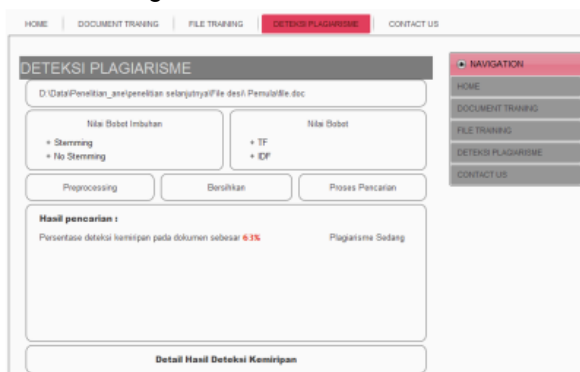 HOME DOCUMENT TRANING FILE TRAINING DETEKSI PLAGIARISME CONTACT US
DETEKSI PLAGIARISME
NAVIGATION
HOME
DOCUMENT TRANING
FILE TRAINING
DETEKSI PLAGIARISME
CONTACT US
D:\Data\Penelitian_ane\penelitian selanjutnya\File desi\ Pemula\file.doc
Nilai Bobot Imbuhan
+ Stemming
+ No Stemming
Nilai Bobot
+ TF
+ IDF
Preprocessing Bersihkan Proses Pencarian
Hasil pencarian :
Persentase deteksi kemiripan pada dokumen sebesar 63% Plagiarisme Sedang
Detail Hasil Deteksi Kemiripan